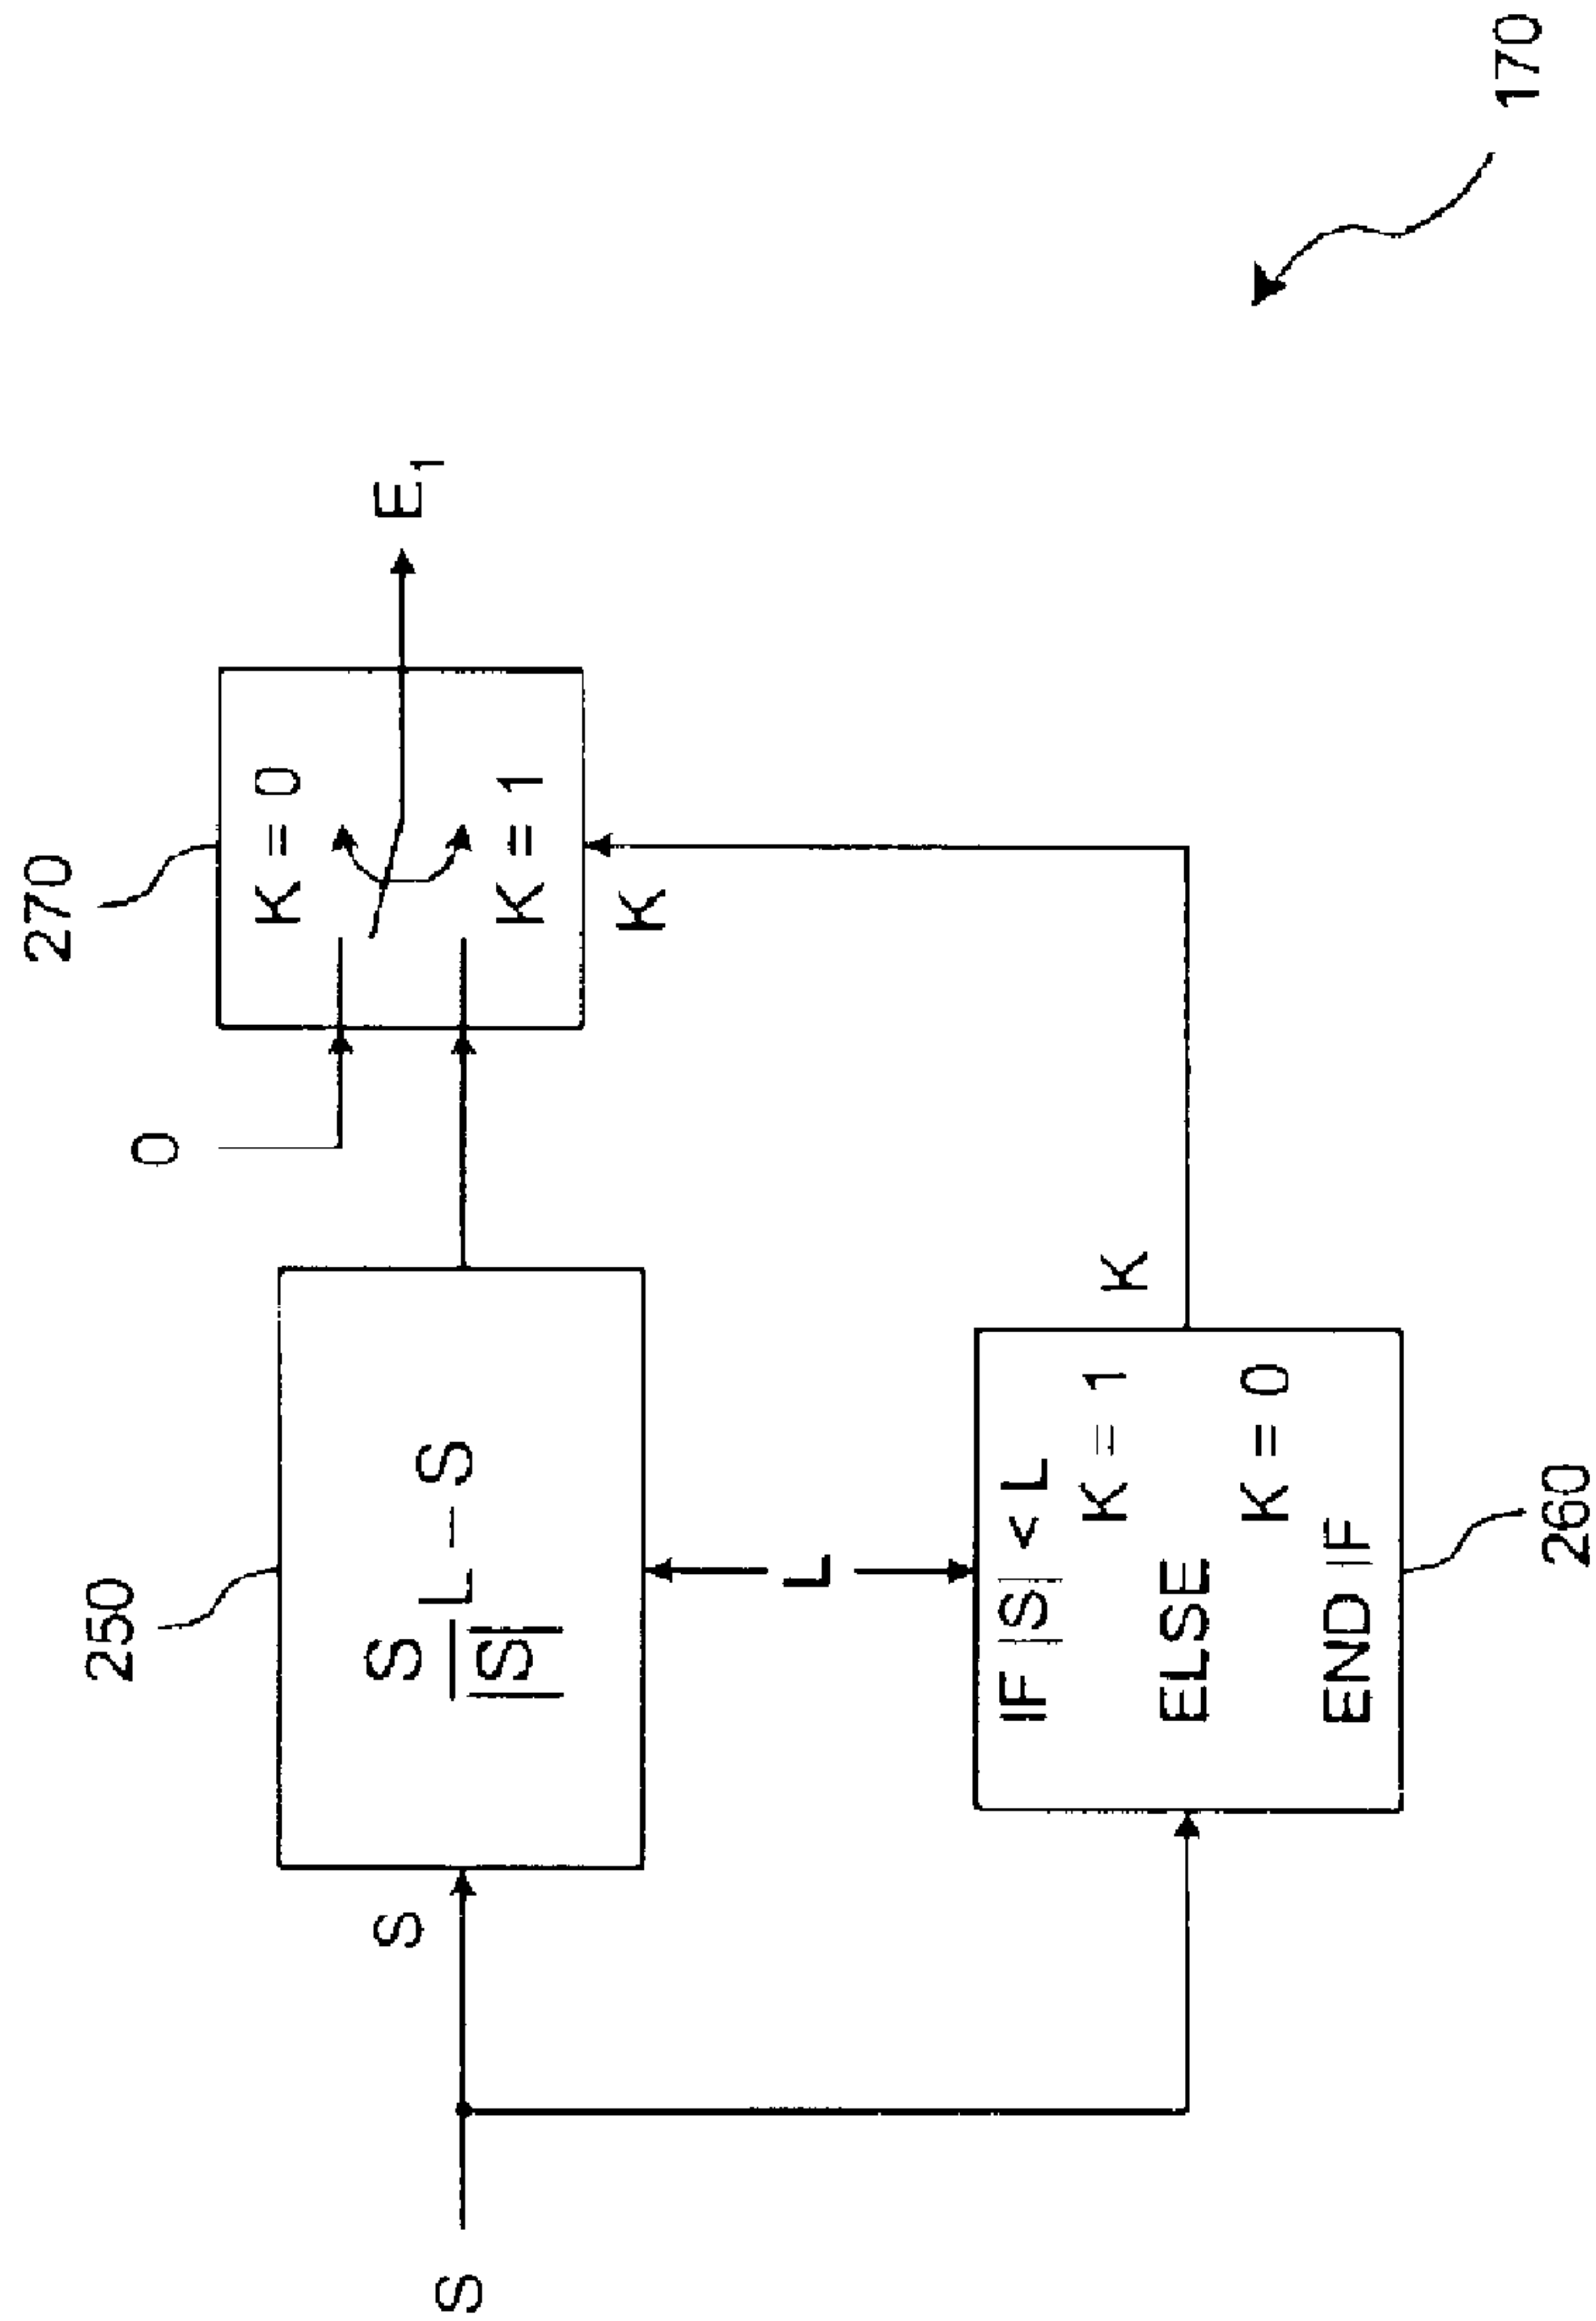 270
250
0
K = 0
S
S
S/|S| L – S
K = 1
E1
K
L
IF |S| < L
K = 1
ELSE
K = 0
END IF
K
260
170